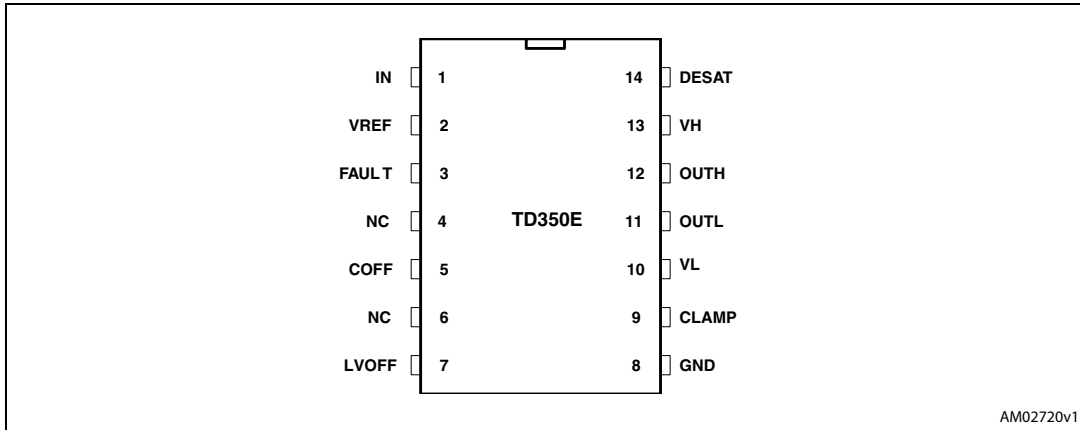 IN 1 14 DESAT
VREF 2 13 VH
FAULT 3 12 OUTH
NC 4 TD350E 11 OUTL
COFF 5 10 VL
NC 6 9 CLAMP
LVOFF 7 8 GND
AM02720v1